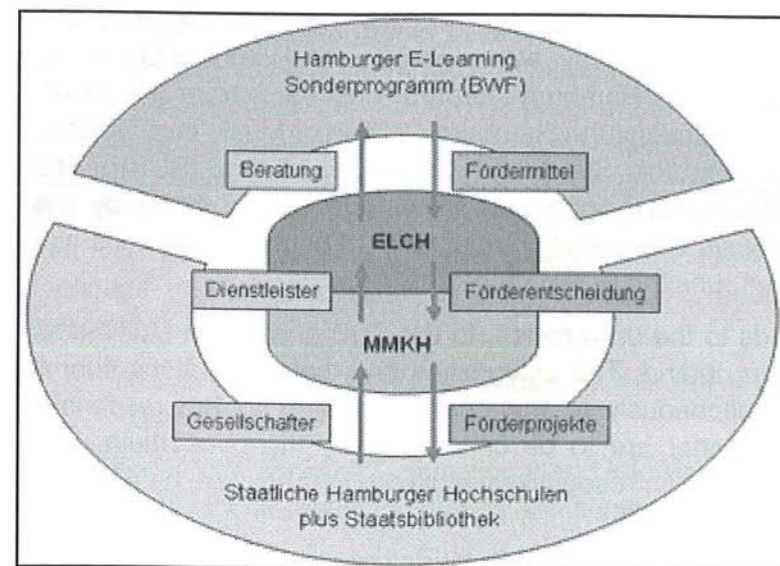 Hamburger E-Learning
Sonderprogramm (BWF)
Beratung
Fördermittel
ELCH
Dienstleister
Förderentscheidung
MMKH
Gesellschafter
Förderprojekte
Staatliche Hamburger Hochschulen
plus Staatsbibliothek